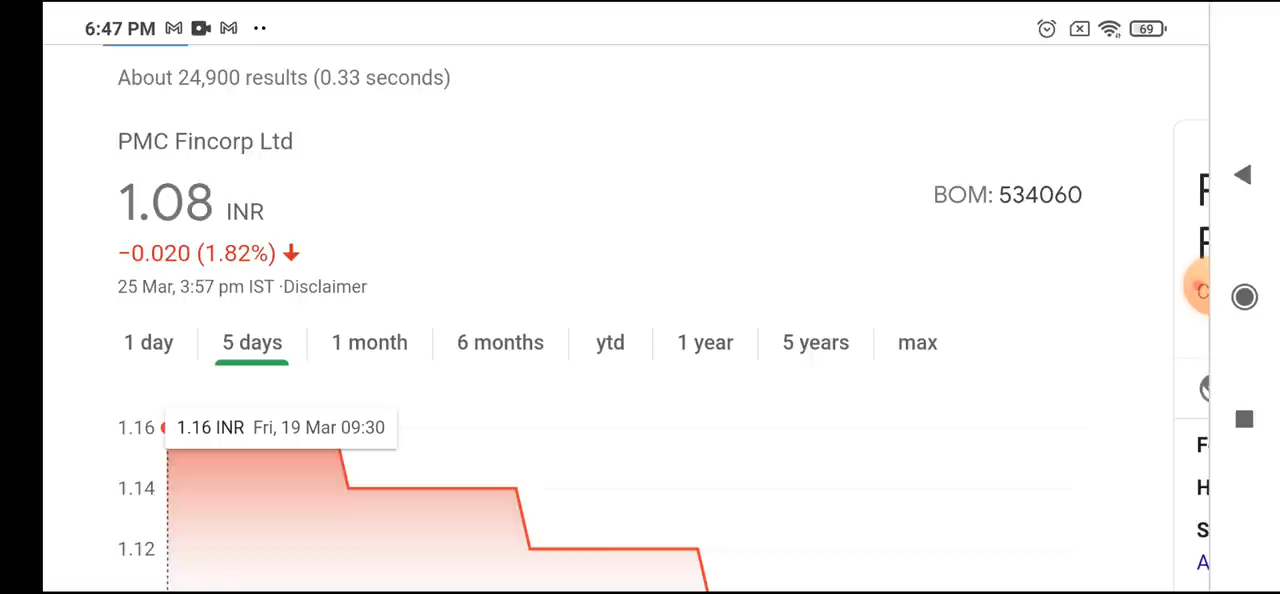 6:47 PM
69
About 24,900 results (0.33 seconds)
PMC Fincorp Ltd
1.08 INR
BOM: 534060
−0.020 (1.82%)
25 Mar, 3:57 pm IST ·Disclaimer
1 day 5 days 1 month 6 months ytd 1 year 5 years max
1.16
1.16 INR Fri, 19 Mar 09:30
1.14
1.12
H
S
A